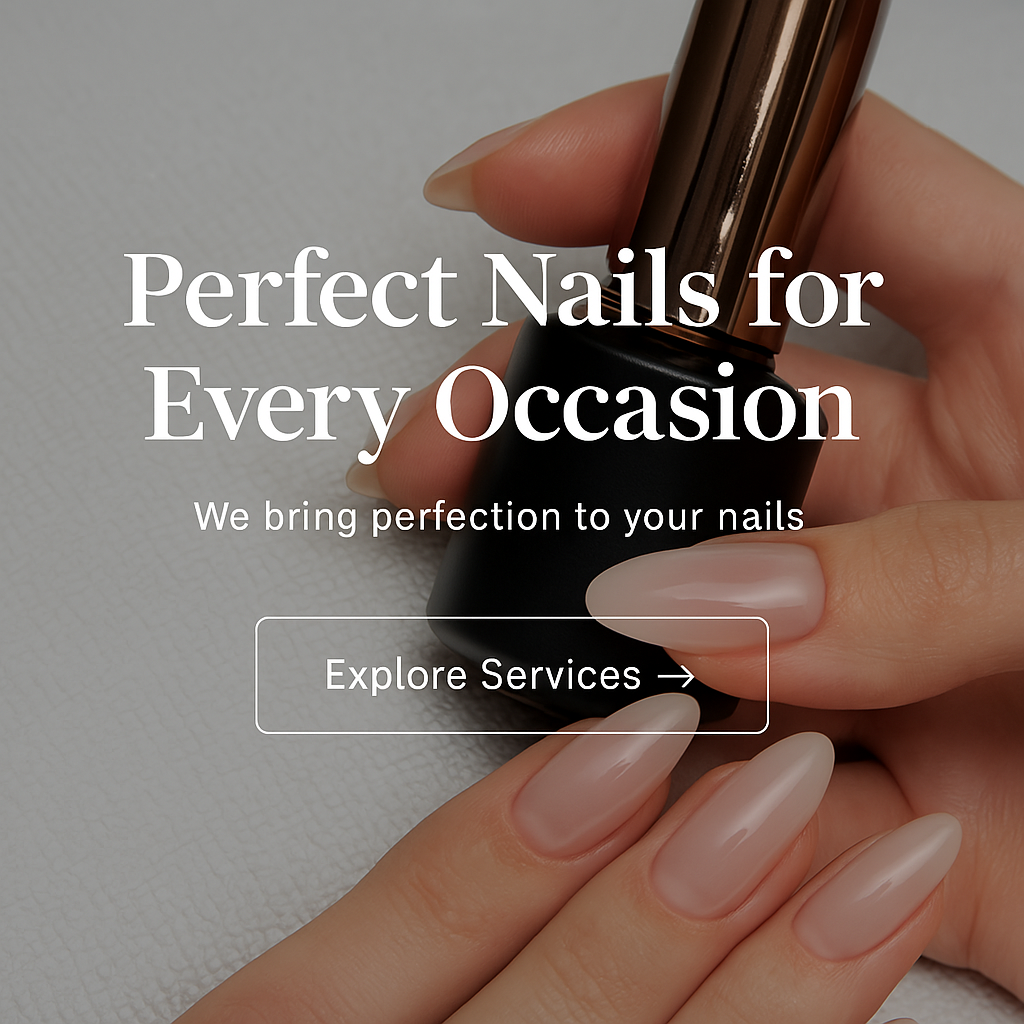 Perfect Nails for
Every Occasion
We bring perfection to your nails
Explore Services →